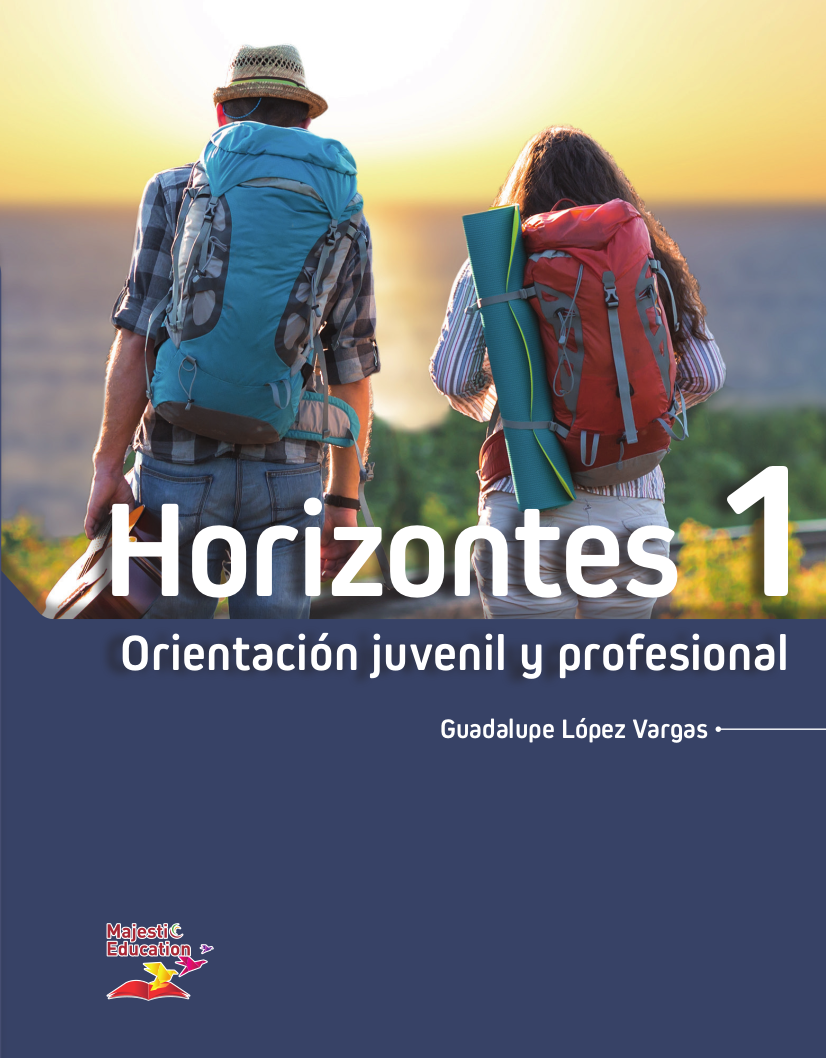 Horizontes 1
Orientación juvenil y profesional
Guadalupe López Vargas
Majestic
Education